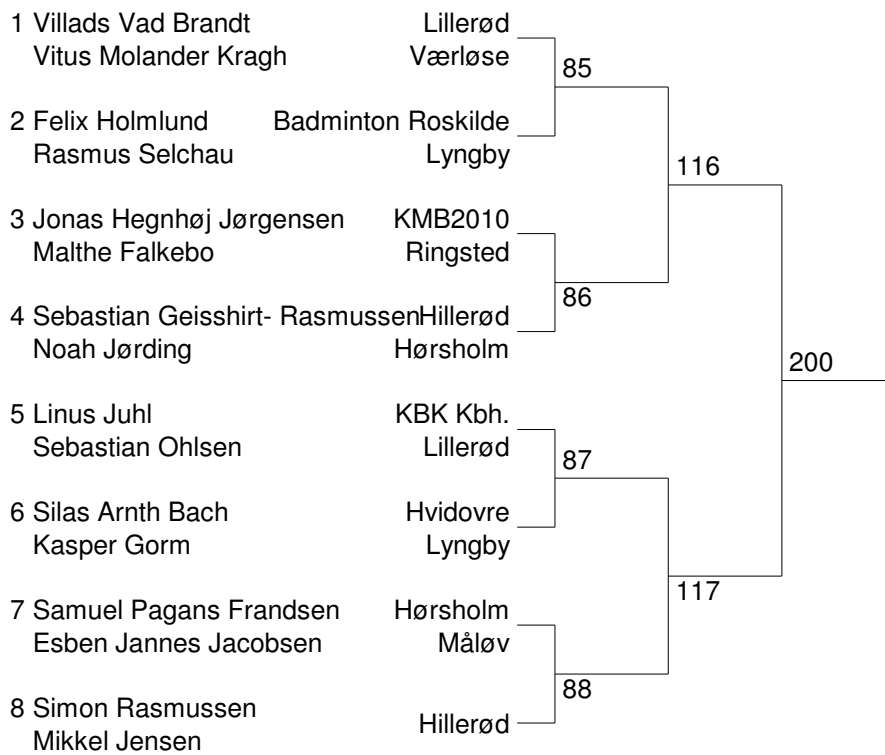 1 Villads Vad Brandt Lillerød
Vitus Molander Kragh Værløse
85
2 Felix Holmlund Badminton Roskilde
Rasmus Selchau Lyngby
116
3 Jonas Hegnhøj Jørgensen KMB2010
Malthe Falkebo Ringsted
86
4 Sebastian Geisshirt- Rasmussen Hillerød
Noah Jørding Hørsholm
200
5 Linus Juhl KBK Kbh.
Sebastian Ohlsen Lillerød
87
6 Silas Arnth Bach Hvidovre
Kasper Gorm Lyngby
117
7 Samuel Pagans Frandsen Hørsholm
Esben Jannes Jacobsen Måløv
88
8 Simon Rasmussen Hillerød
Mikkel Jensen